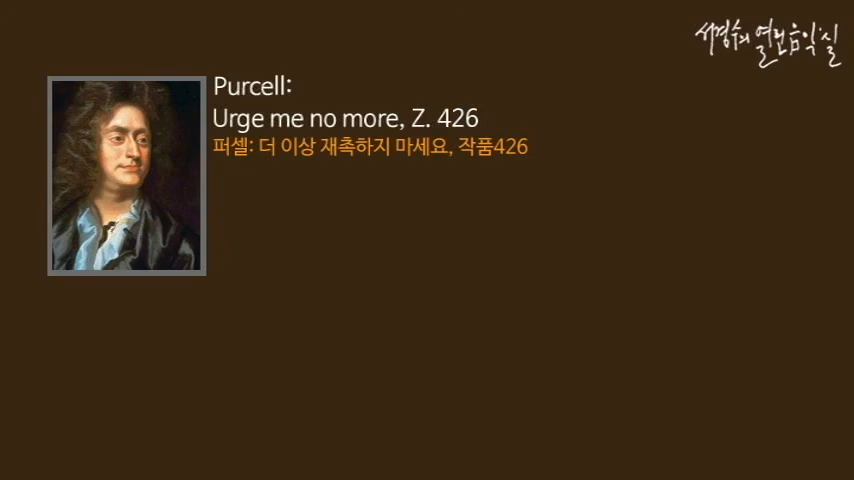 서경수의 열린음악실
Purcell:
Urge me no more, Z. 426
퍼셀: 더 이상 재촉하지 마세요, 작품426